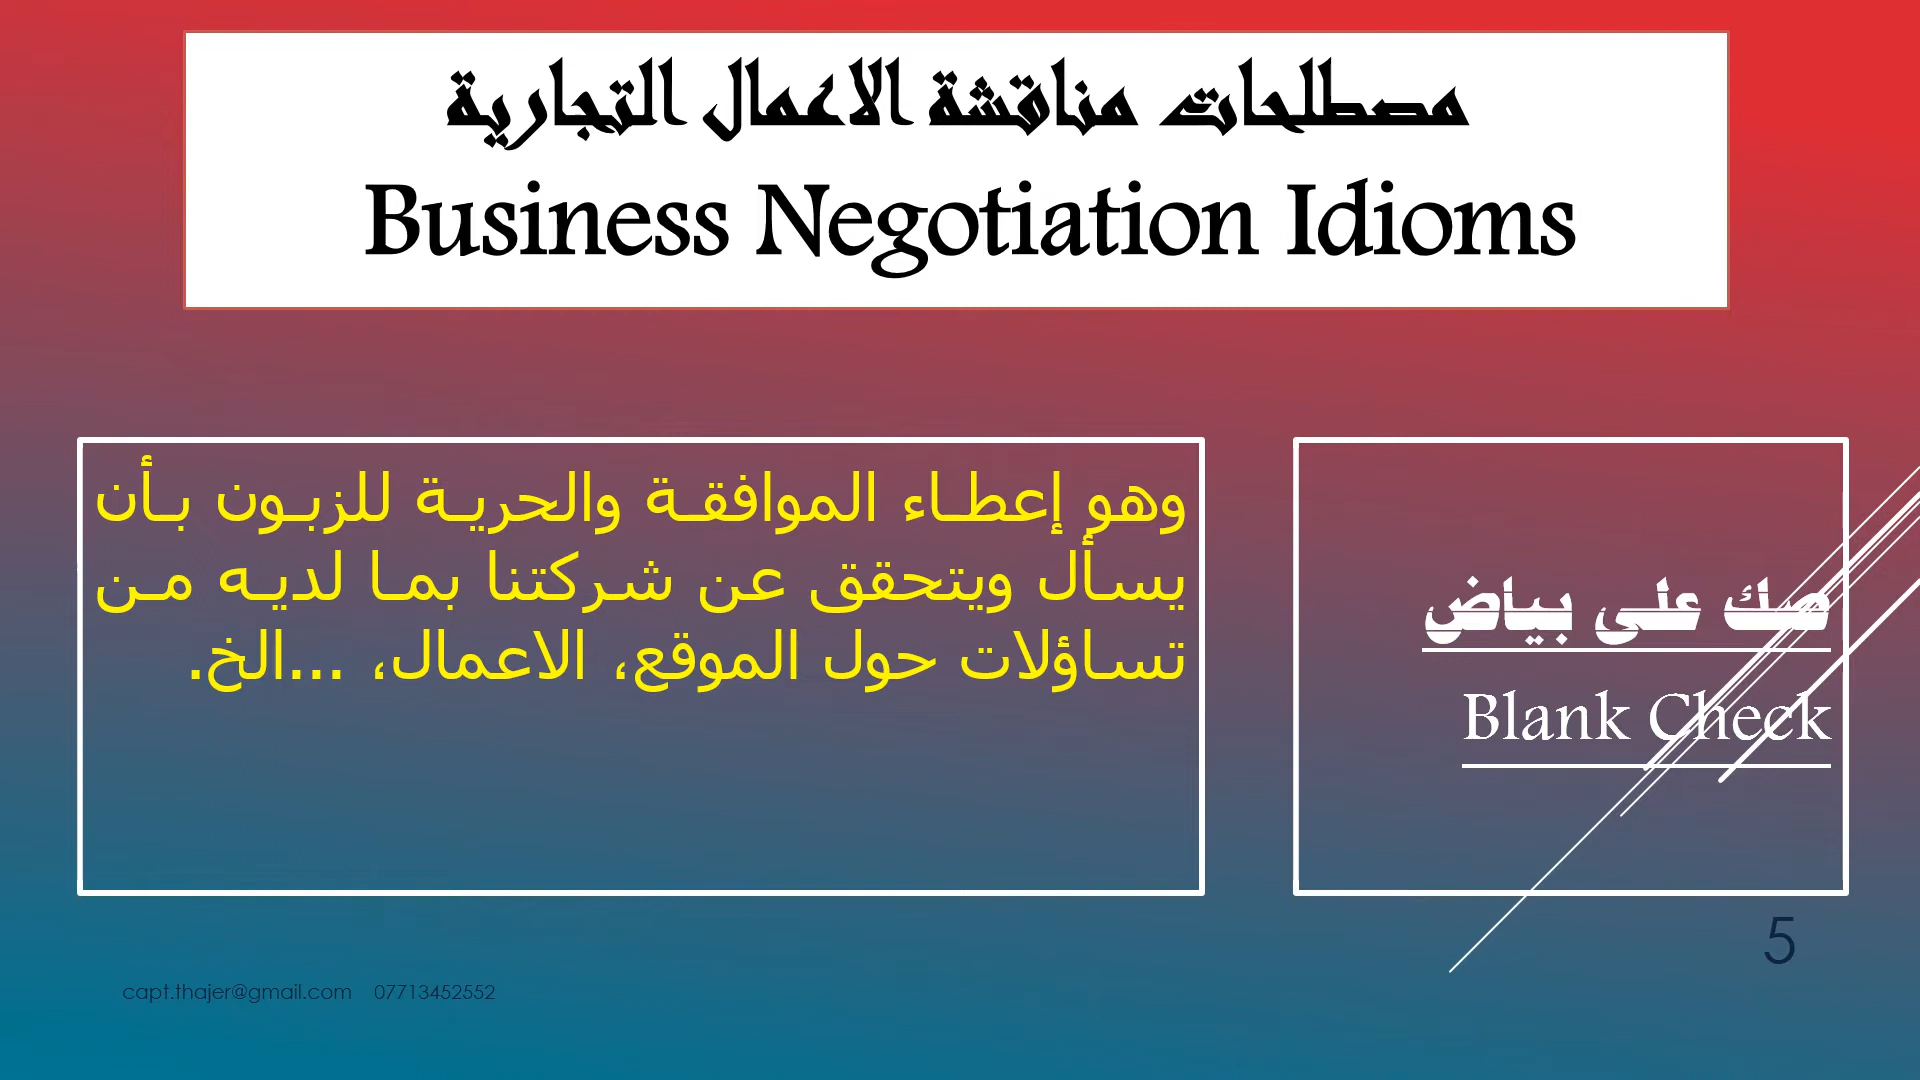 مصطلحات مناقشة الاعمال التجارية
Business Negotiation Idioms
صك على بياض
Blank Check
وهو إعطاء الموافقة والحرية للزبون بأن
يسأل ويتحقق عن شركتنا بما لديه من
تساؤلات حول الموقع، الاعمال، ...الخ.
5
capt.thajer@gmail.com 07713452552